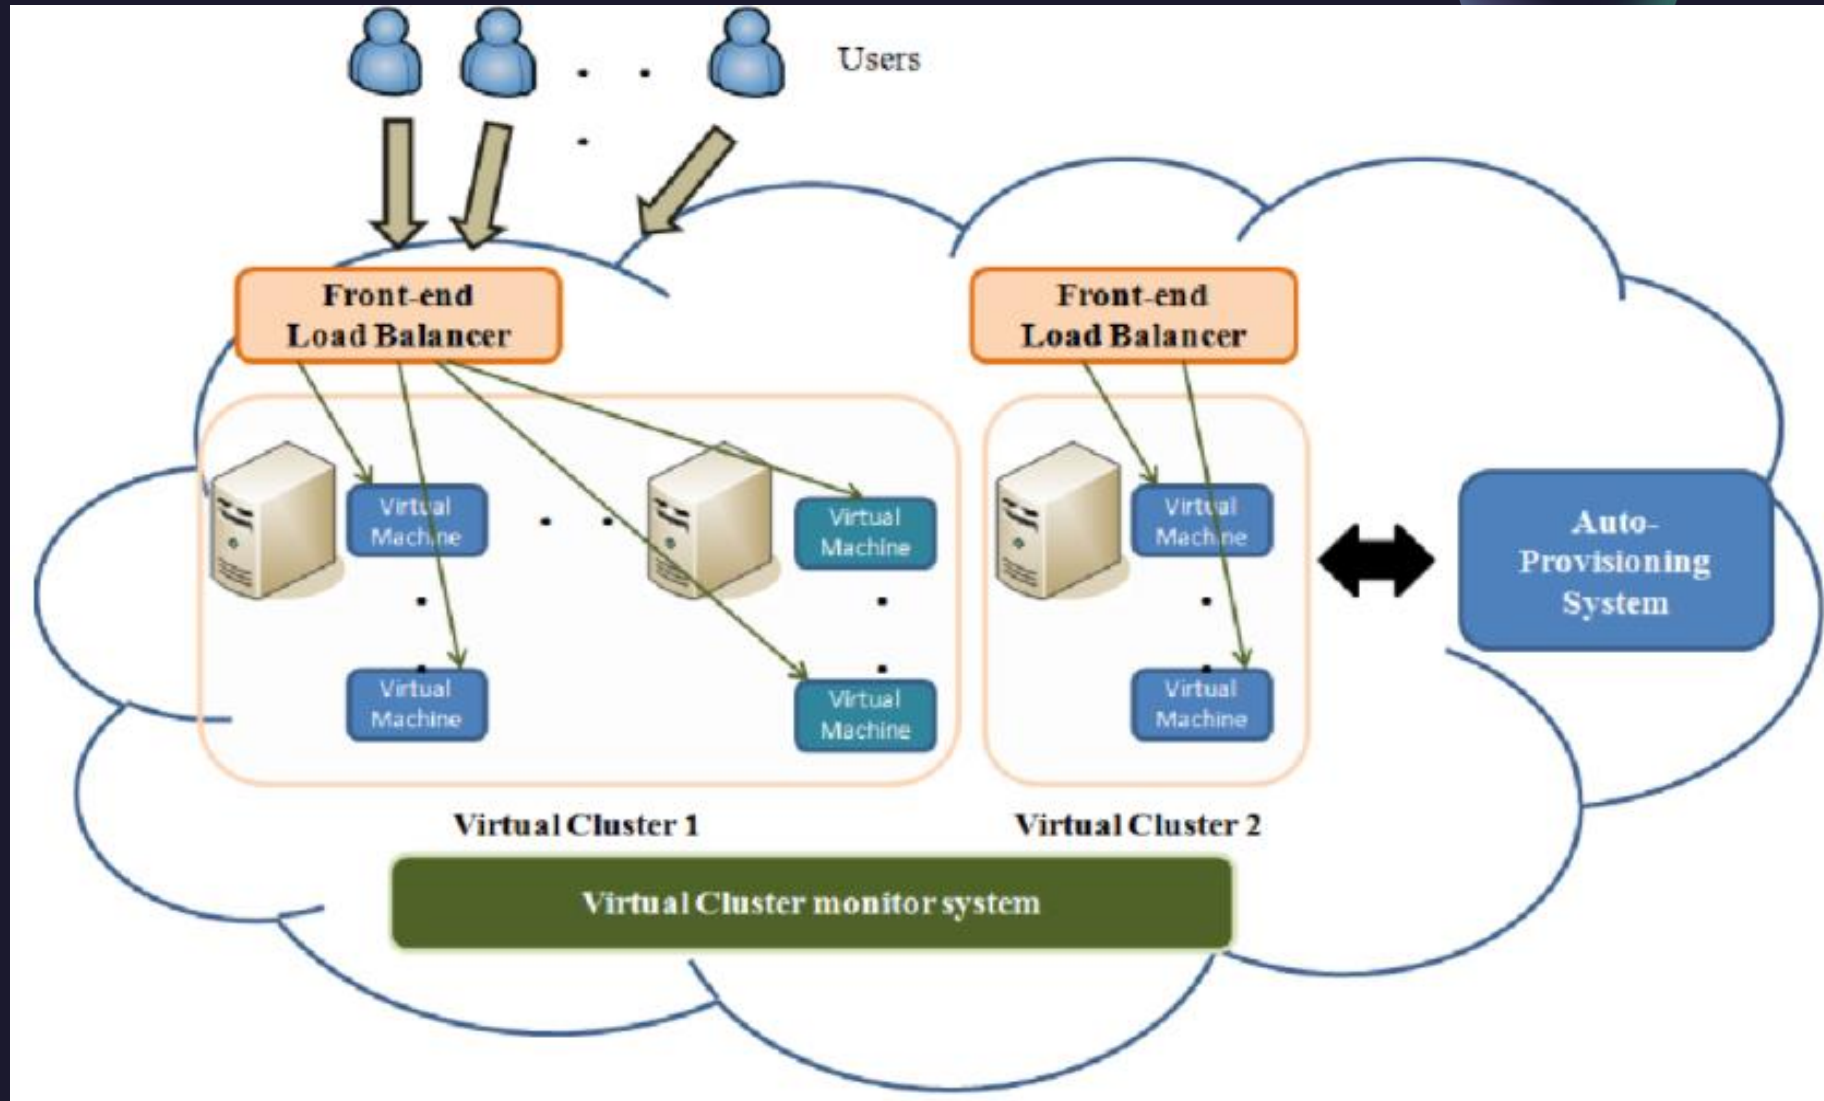 Users
Front-end
Load Balancer
Front-end
Load Balancer
Virtual
Machine
Virtual
Machine
Virtual
Machine
Auto-
Provisioning
System
Virtual
Machine
Virtual
Machine
Virtual
Machine
Virtual Cluster 1
Virtual Cluster 2
Virtual Cluster monitor system